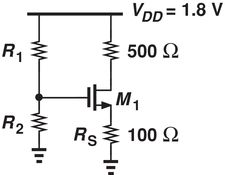 V_DD = 1.8 V
R_1
500 Ω
M_1
R_2
R_S
100 Ω